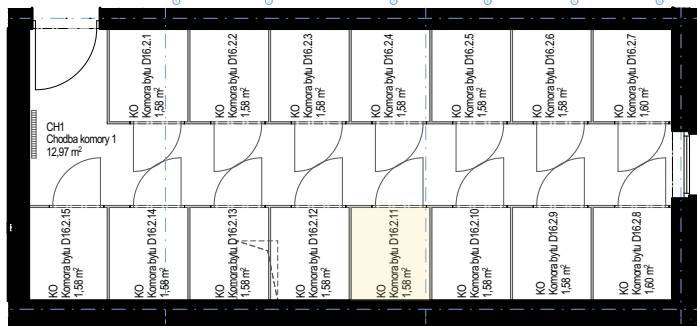 KO
Komora bytu D16.2.1
1,58 m²
KO
Komora bytu D16.2.2
1,58 m²
KO
Komora bytu D16.2.3
1,58 m²
KO
Komora bytu D16.2.4
1,58 m²
KO
Komora bytu D16.2.5
1,58 m²
KO
Komora bytu D16.2.6
1,58 m²
KO
Komora bytu D16.2.7
1,60 m²
CH1
Chodba komory 1
12,97 m²
KO
Komora bytu D16.2.15
1,58 m²
KO
Komora bytu D16.2.14
1,58 m²
KO
Komora bytu D16.2.13
1,58 m²
KO
Komora bytu D16.2.12
1,58 m²
KO
Komora bytu D16.2.11
1,58 m²
KO
Komora bytu D16.2.10
1,58 m²
KO
Komora bytu D16.2.9
1,58 m²
KO
Komora bytu D16.2.8
1,60 m²